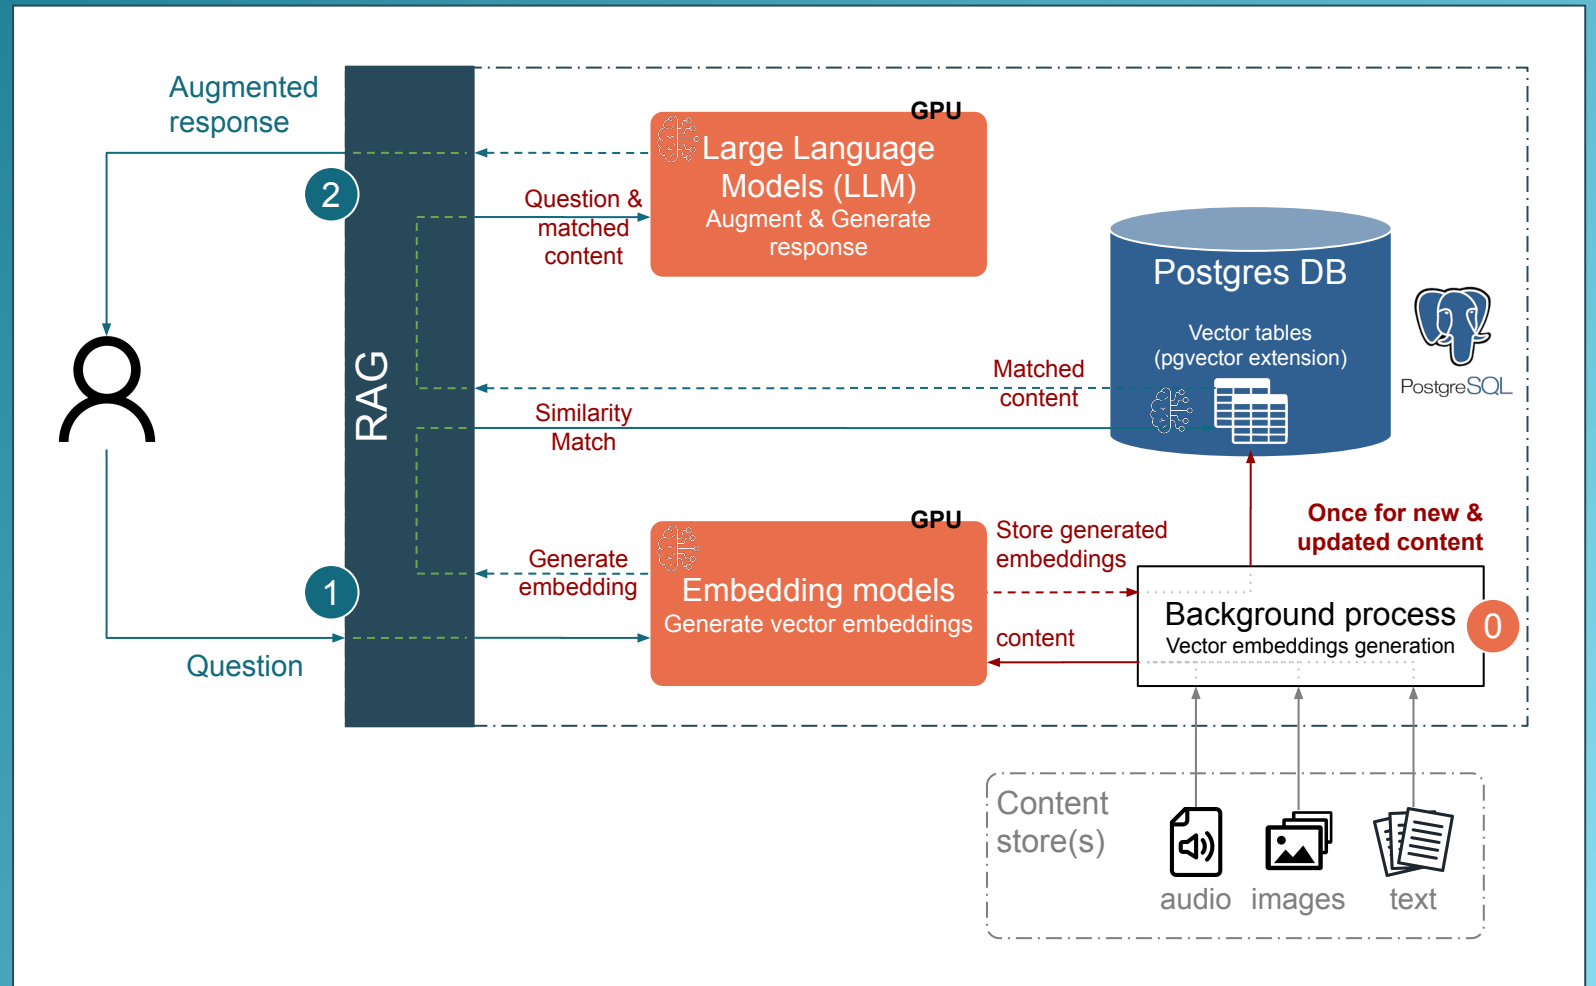 Augmented
response
GPU
Large Language
Models (LLM)
Augment & Generate
response
2
Question &
matched
content
Postgres DB
Vector tables
(pgvector extension)
PostgreSQL
RAG
Matched
content
Similarity
Match
GPU
Once for new &
updated content
Store generated
embeddings
Generate
embedding
Embedding models
Generate vector embeddings
1
Background process
Vector embeddings generation
0
content
Question
Content
store(s)
audio
images
text